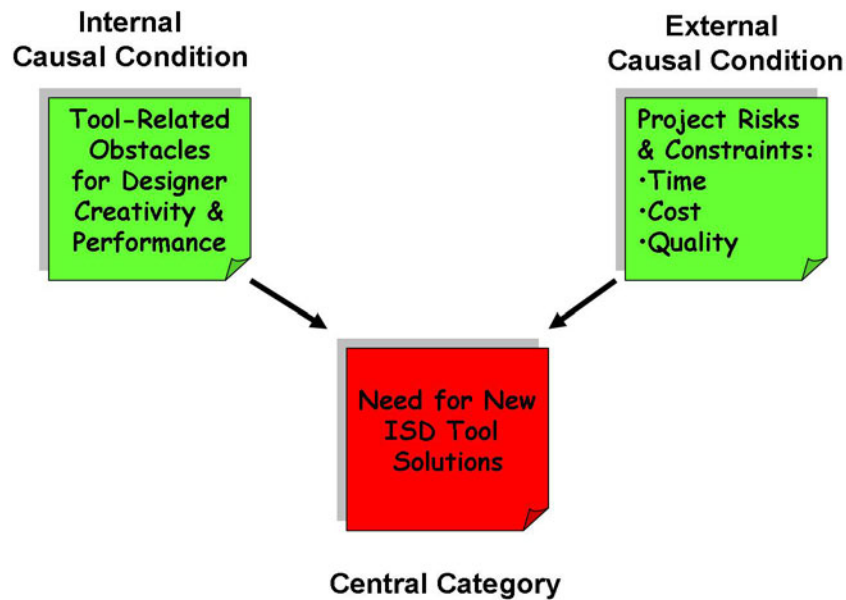 Internal
Causal Condition
Tool-Related
Obstacles
for Designer
Creativity &
Performance
External
Causal Condition
Project Risks
& Constraints:
•Time
•Cost
•Quality
Need for New
ISD Tool
Solutions
Central Category